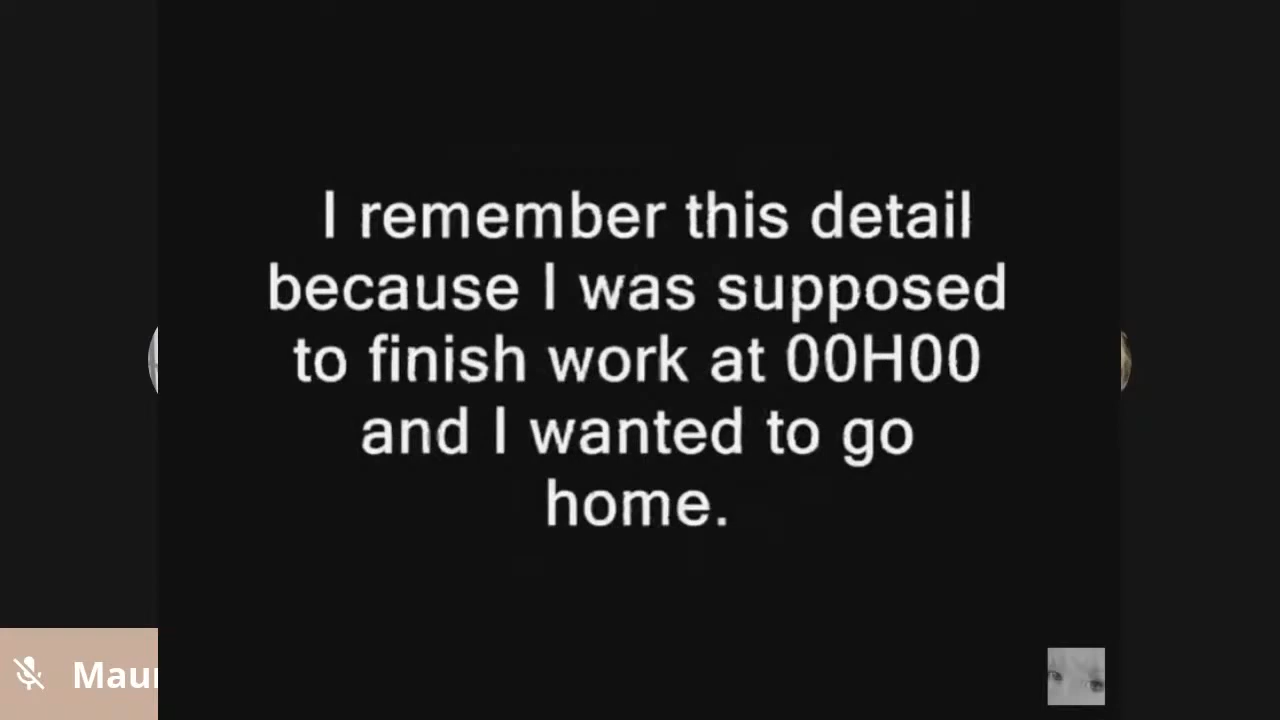 I remember this detail
because I was supposed
to finish work at 00H00
and I wanted to go
home.